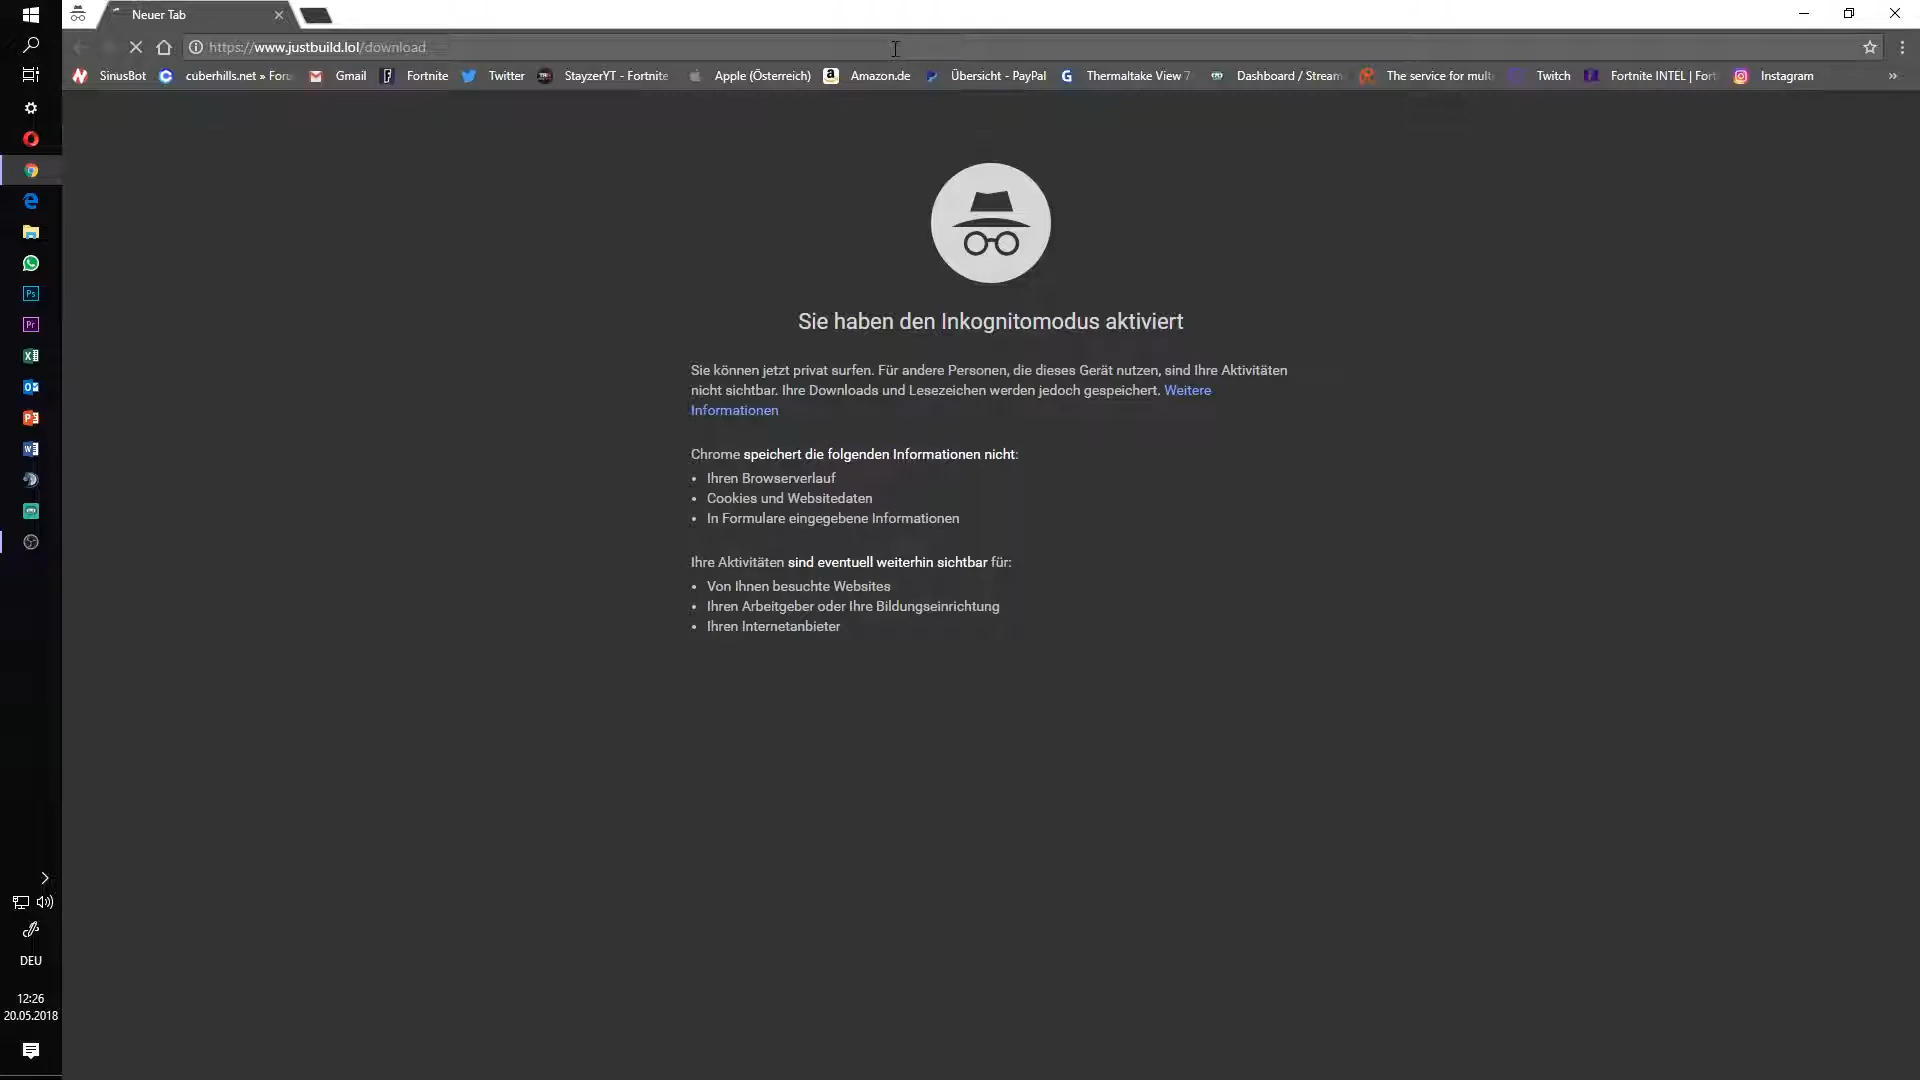 Neuer Tab
https://www.justbuild.lol/download
SinusBot
cuberhills.net » Foru
Gmail
Fortnite
Twitter
StayzerYT - Fortnite
Apple (Österreich)
Amazon.de
Übersicht - PayPal
Thermaltake View 7
Dashboard / Stream
The service for mult
Twitch
Fortnite INTEL | Fort
Instagram
»
Sie haben den Inkognitomodus aktiviert
Sie können jetzt privat surfen. Für andere Personen, die dieses Gerät nutzen, sind Ihre Aktivitäten
nicht sichtbar. Ihre Downloads und Lesezeichen werden jedoch gespeichert. Weitere
Informationen
Chrome speichert die folgenden Informationen nicht:
• Ihren Browserverlauf
• Cookies und Websitedaten
• In Formulare eingegebene Informationen
Ihre Aktivitäten sind eventuell weiterhin sichtbar für:
• Von Ihnen besuchte Websites
• Ihren Arbeitgeber oder Ihre Bildungseinrichtung
• Ihren Internetanbieter
DEU
12:26
20.05.2018